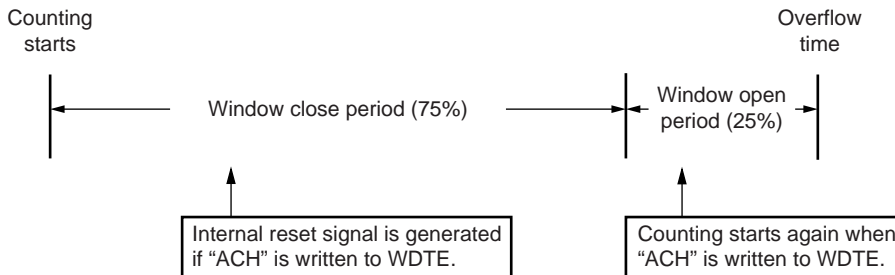 Counting
starts
Overflow
time
Window close period (75%)
Window open
period (25%)
Internal reset signal is generated
if “ACH” is written to WDTE.
Counting starts again when
“ACH” is written to WDTE.